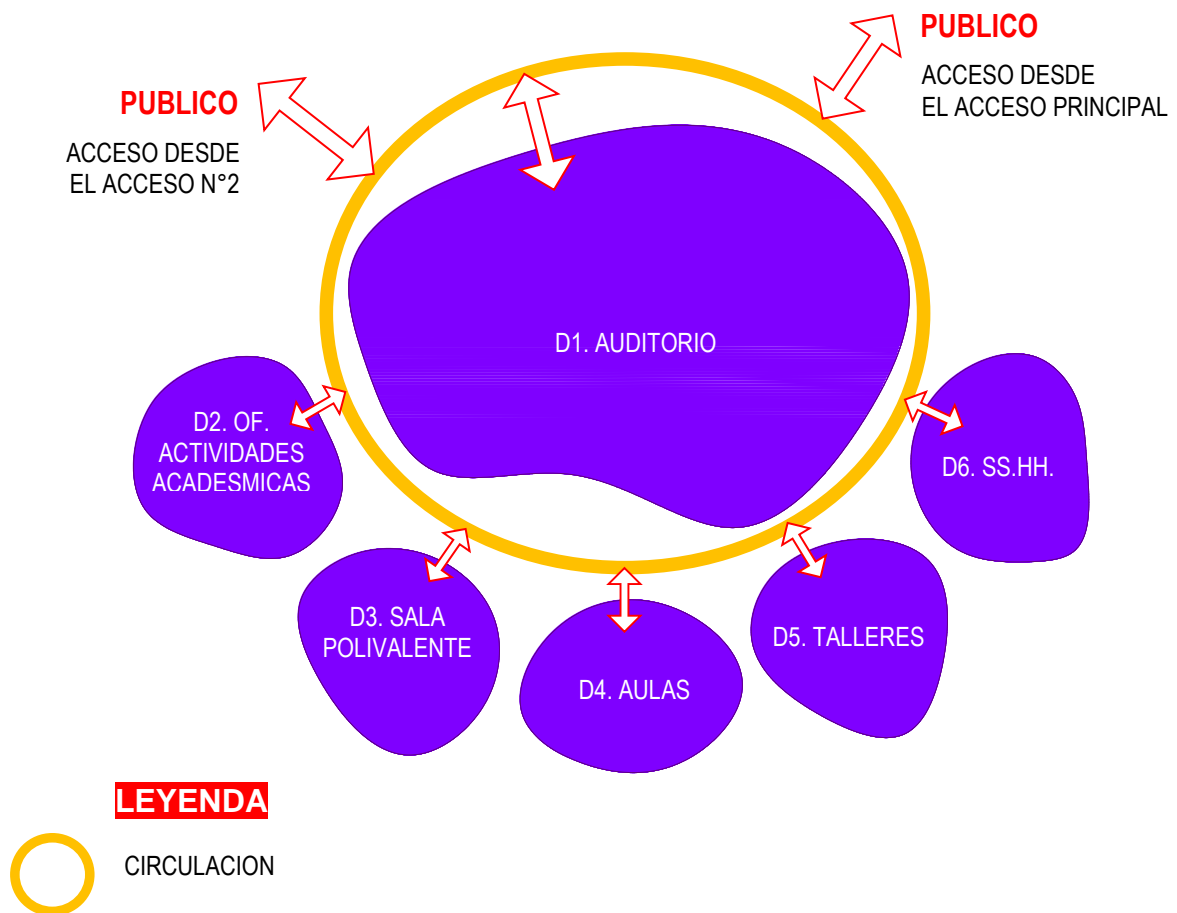 PUBLICO
ACCESO DESDE
EL ACCESO PRINCIPAL
PUBLICO
ACCESO DESDE
EL ACCESO N°2
D1. AUDITORIO
D2. OF.
ACTIVIDADES
ACADESMICAS
D6. SS.HH.
D3. SALA
POLIVALENTE
D5. TALLERES
D4. AULAS
LEYENDA
CIRCULACION